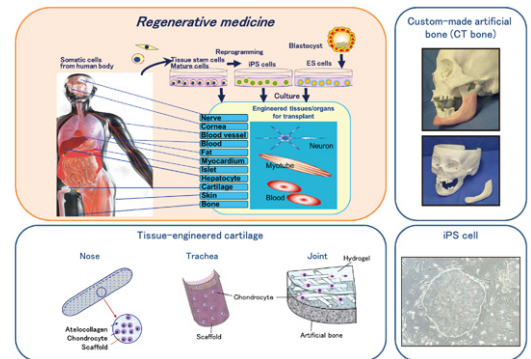 Regenerative medicine
Somatic cells
from human body
Tissue stem cells
Mature cells
Reprogramming
iPS cells
Blastocyst
ES cells
Culture
Engineered tissues/organs
for transplant
Nerve
Cornea
Blood vessel
Blood
Fat
Myocardium
Islet
Hepatocyte
Cartilage
Skin
Bone
Neuron
Myotube
Blood
Custom-made artificial
bone (CT bone)
Tissue-engineered cartilage
Nose
Atelocollagen
Chondrocyte
Scaffold
Trachea
Chondrocyte
Scaffold
Joint
Hydrogel
Artificial bone
iPS cell